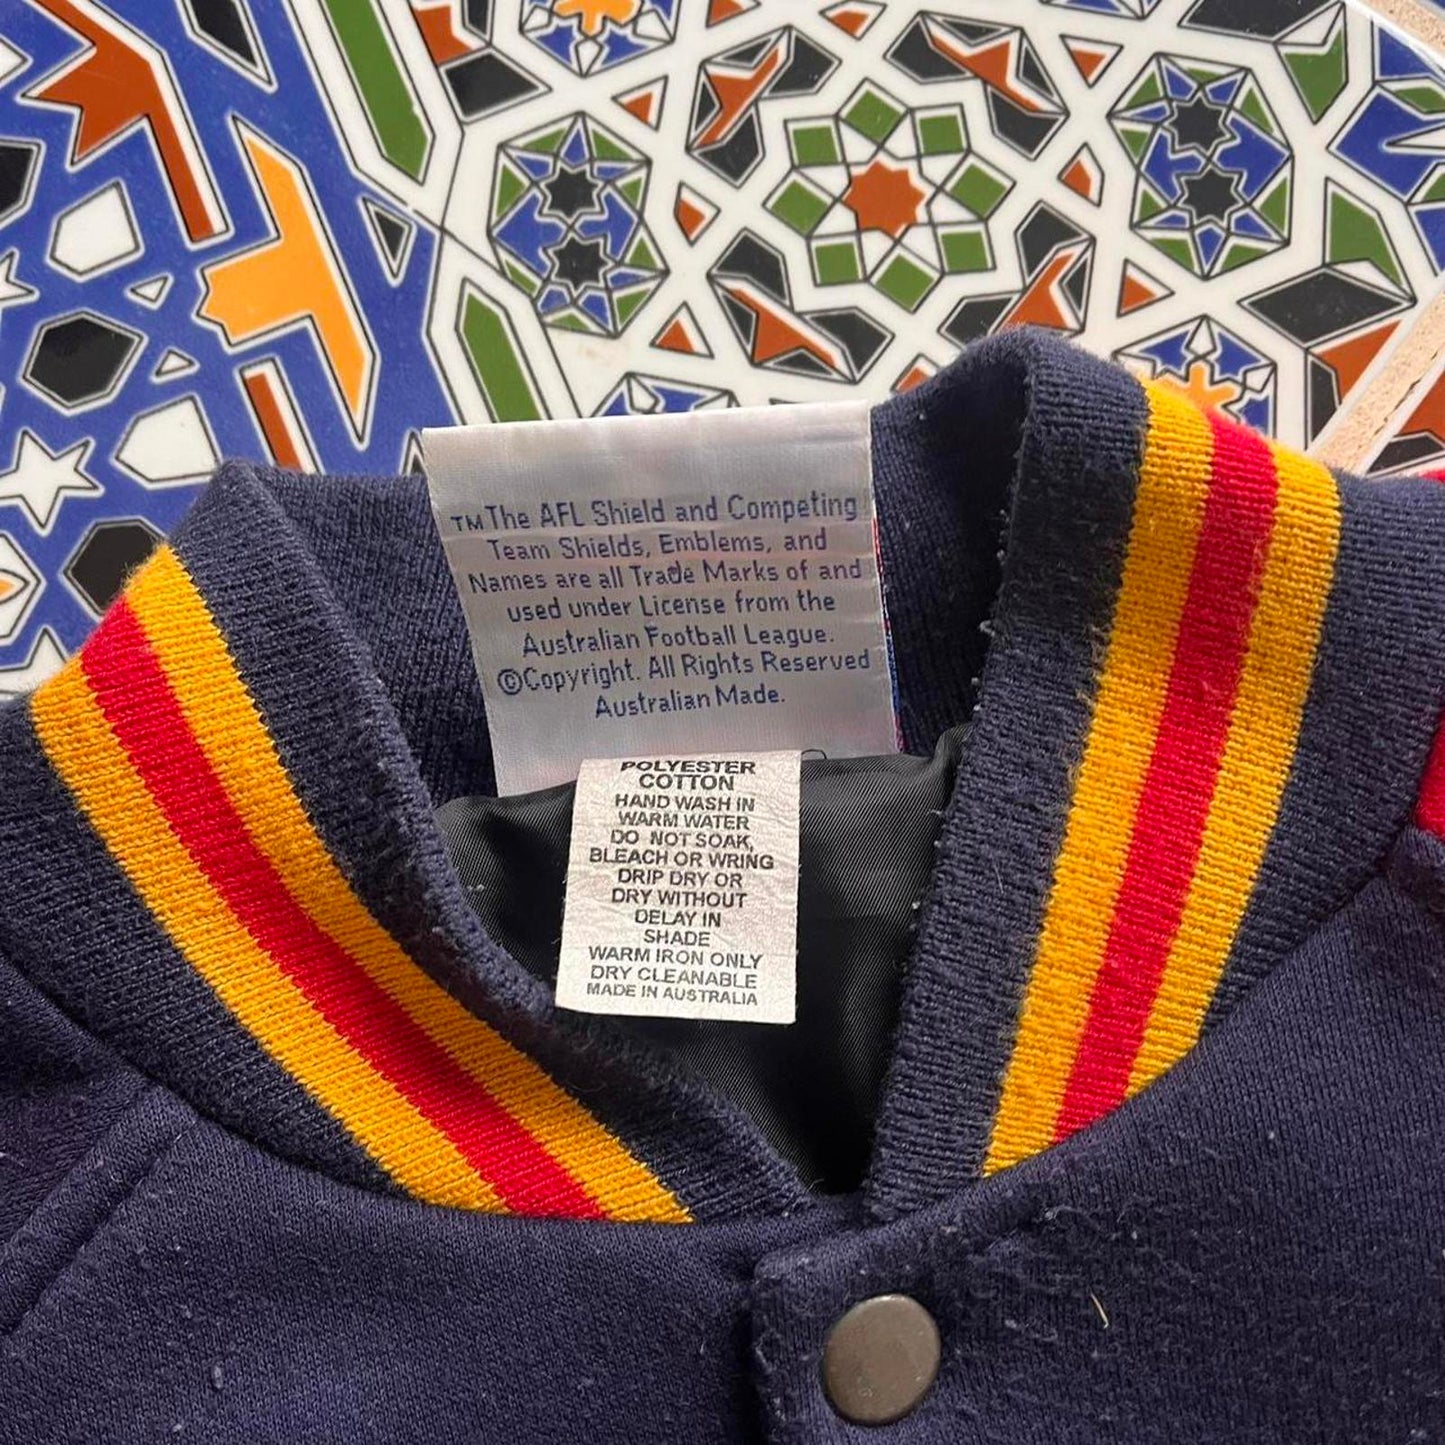 TM The AFL Shield and Competing
Team Shields, Emblems, and
Names are all Trade Marks of and
used under License from the
Australian Football League.
©Copyright. All Rights Reserved
Australian Made.
POLYESTER
COTTON
HAND WASH IN
WARM WATER
DO NOT SOAK,
BLEACH OR WRING
DRIP DRY OR
DRY WITHOUT
DELAY IN
SHADE
WARM IRON ONLY
DRY CLEANABLE
MADE IN AUSTRALIA